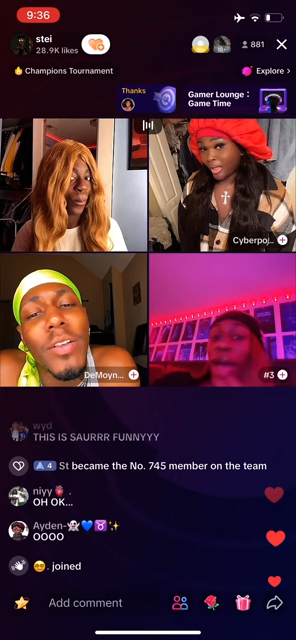 9:36
stei
28.9K likes
881
Champions Tournament
Explore >
Thanks
Gamer Lounge:
Game Time
Cyberpo...
DeMoyn...
#3
wyd
THIS IS SAURRR FUNNYYY
4 St became the No. 745 member on the team
niyy
OH OK...
Ayden-
OOOO
. joined
Add comment